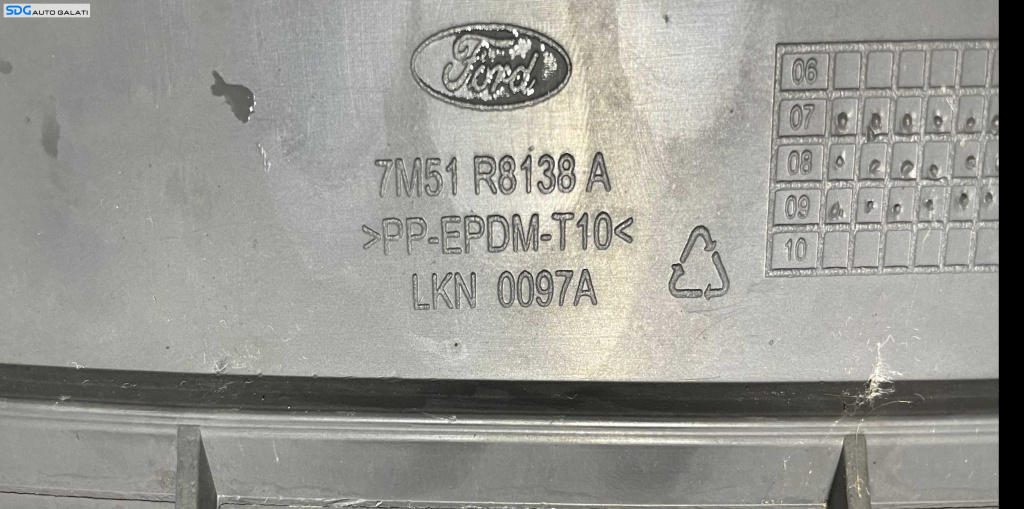 SDG AUTO GALATI
Ford
7M51 R8138 A
>PP-EPDM-T10<
LKN 0097A
06
07
08
09
10